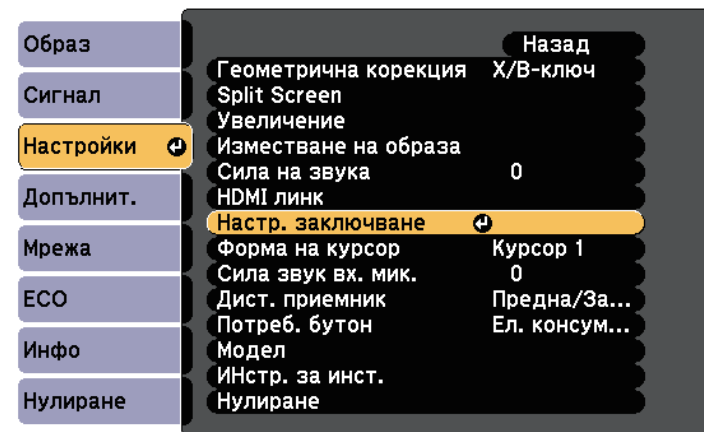 Образ
Сигнал
Настройки
Допълнит.
Мрежа
ECO
Инфо
Нулиране
Назад
Геометрична корекция Х/В-ключ
Split Screen
Увеличение
Изместване на образа
Сила на звука 0
HDMI линк
Настр. заключване
Форма на курсор Курсор 1
Сила звук вх. мик. 0
Дист. приемник Предна/За...
Потреб. бутон Ел. консум...
Модел
ИНстр. за инст.
Нулиране